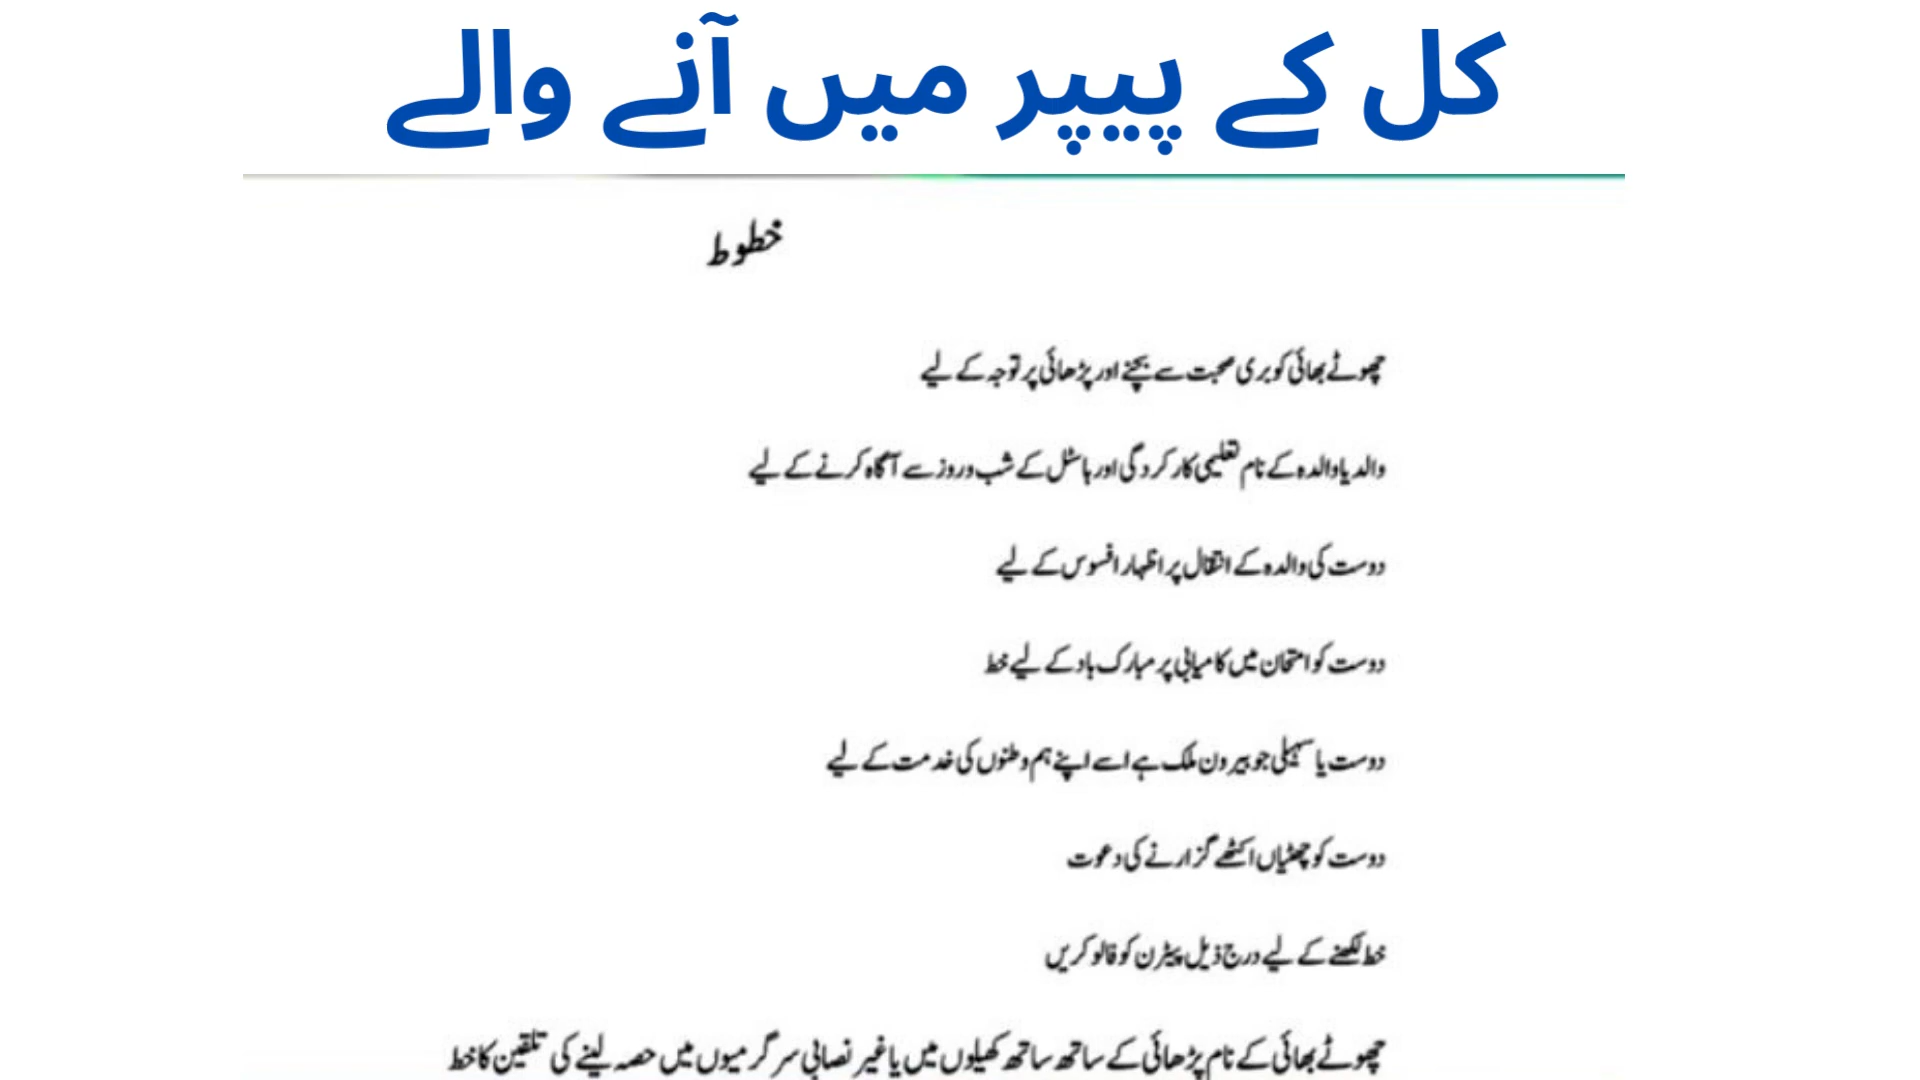 کل کے پیپر میں آنے والے
خطوط
چھوٹے بھائی کو بری صحبت سے بچنے اور پڑھائی پر توجہ کے لیے
والد یا والدہ کے نام تعلیمی کارکردگی اور ہاسٹل کے شب و روز سے آگاہ کرنے کے لیے
دوست کی والدہ کے انتقال پر اظہار افسوس کے لیے
دوست کو امتحان میں کامیابی پر مبارک باد کے لیے خط
دوست یا سہیلی جو بیرون ملک ہے اسے اپنے ہم وطنوں کی خدمت کے لیے
دوست کو چھٹیاں اکٹھے گزارنے کی دعوت
خط لکھنے کے لیے درج ذیل پیٹرن کو فالو کریں
چھوٹے بھائی کے نام پڑھائی کے ساتھ ساتھ کھیلوں میں یا غیر نصابی سرگرمیوں میں حصہ لینے کی تلقین کا خط